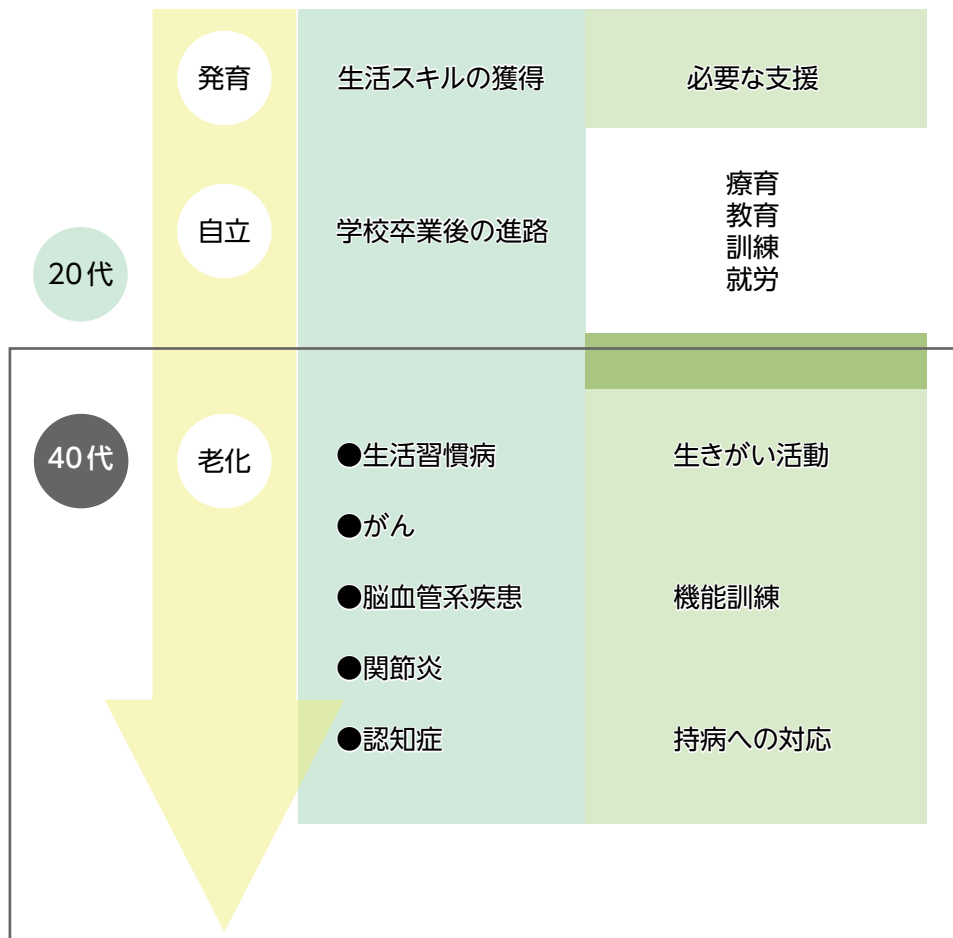 発育
生活スキルの獲得
必要な支援
療育
教育
訓練
就労
自立
学校卒業後の進路
20代
40代
老化
●生活習慣病
生きがい活動
●がん
●脳血管系疾患
機能訓練
●関節炎
●認知症
持病への対応